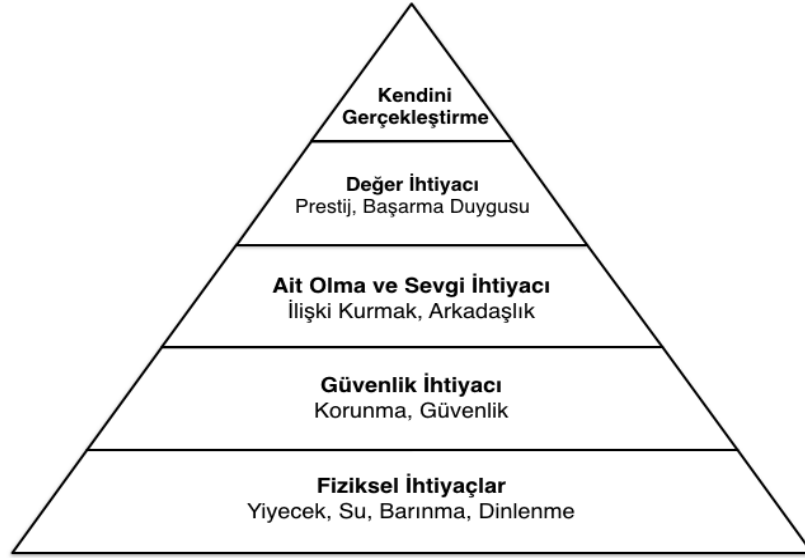 Kendini
Gerçekleştirme
Değer İhtiyacı
Prestij, Başarma Duygusu
Ait Olma ve Sevgi İhtiyacı
İlişki Kurmak, Arkadaşlık
Güvenlik İhtiyacı
Korunma, Güvenlik
Fiziksel İhtiyaçlar
Yiyecek, Su, Barınma, Dinlenme